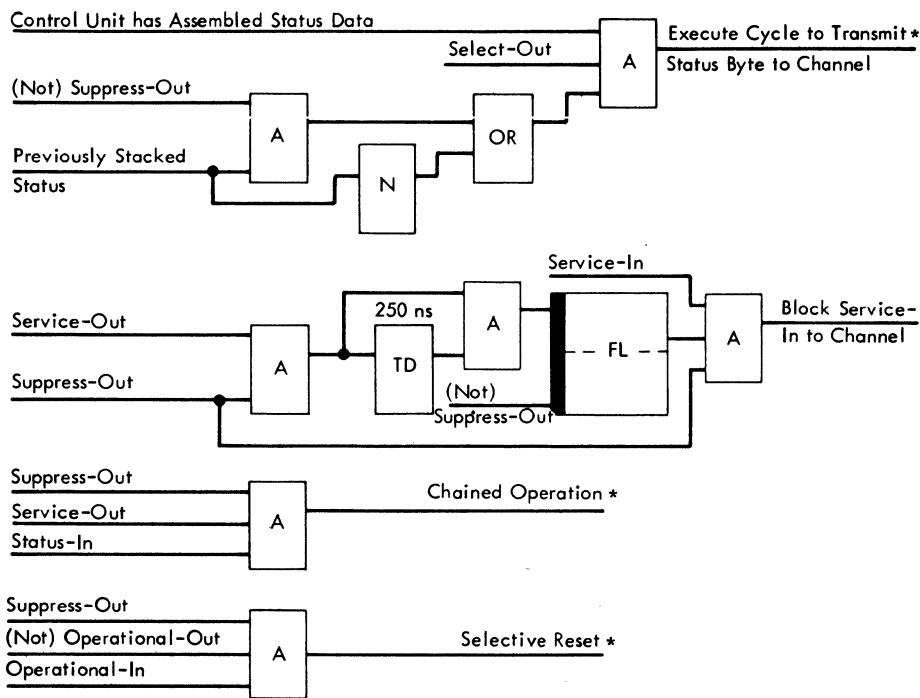 Control Unit has Assembled Status Data
Select-Out
A
Execute Cycle to Transmit *
Status Byte to Channel
(Not) Suppress-Out
A
OR
Previously Stacked
Status
N
Service-In
250 ns
Service-Out
A
TD
A
FL
A
Block Service-
In to Channel
Suppress-Out
(Not)
Suppress-Out
Suppress-Out
Service-Out
Status-In
A
Chained Operation *
Suppress-Out
(Not) Operational-Out
Operational-In
A
Selective Reset *